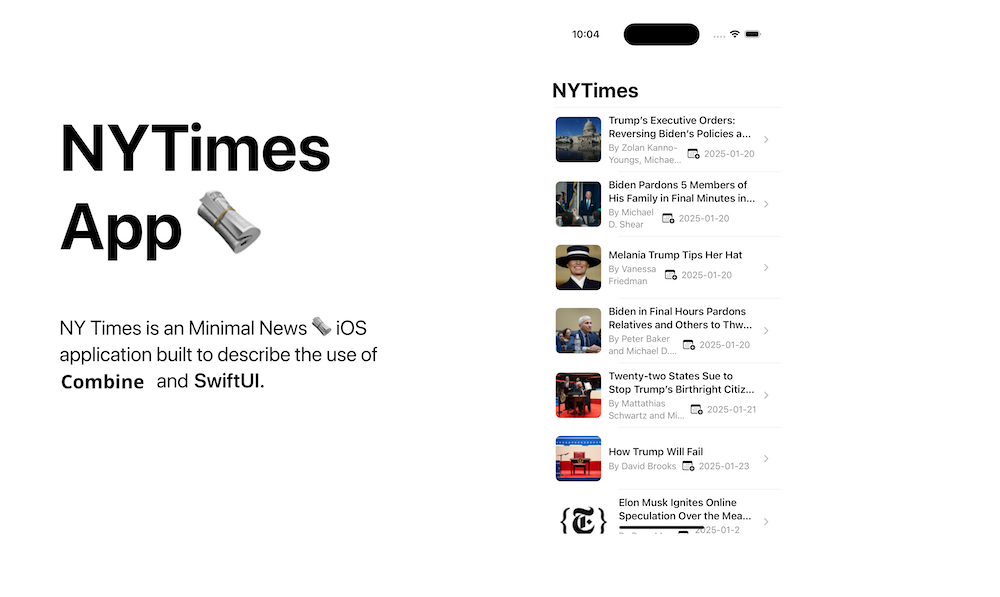 NYTimes
App
NY Times is an Minimal News iOS
application built to describe the use of
Combine and SwiftUI.
10:04
NYTimes
Trump's Executive Orders:
Reversing Biden's Policies a...
By Zolan Kanno-
Youngs, Michae...
2025-01-20
Biden Pardons 5 Members of
His Family in Final Minutes in...
By Michael
D. Shear
2025-01-20
Melania Trump Tips Her Hat
By Vanessa
Friedman
2025-01-20
Biden in Final Hours Pardons
Relatives and Others to Thw...
By Peter Baker
and Michael D....
2025-01-20
Twenty-two States Sue to
Stop Trump's Birthright Citiz...
By Mattathias
Schwartz and Mi...
2025-01-21
How Trump Will Fail
By David Brooks
2025-01-23
{T}
Elon Musk Ignites Online
Speculation Over the Mea...
2025-01-2